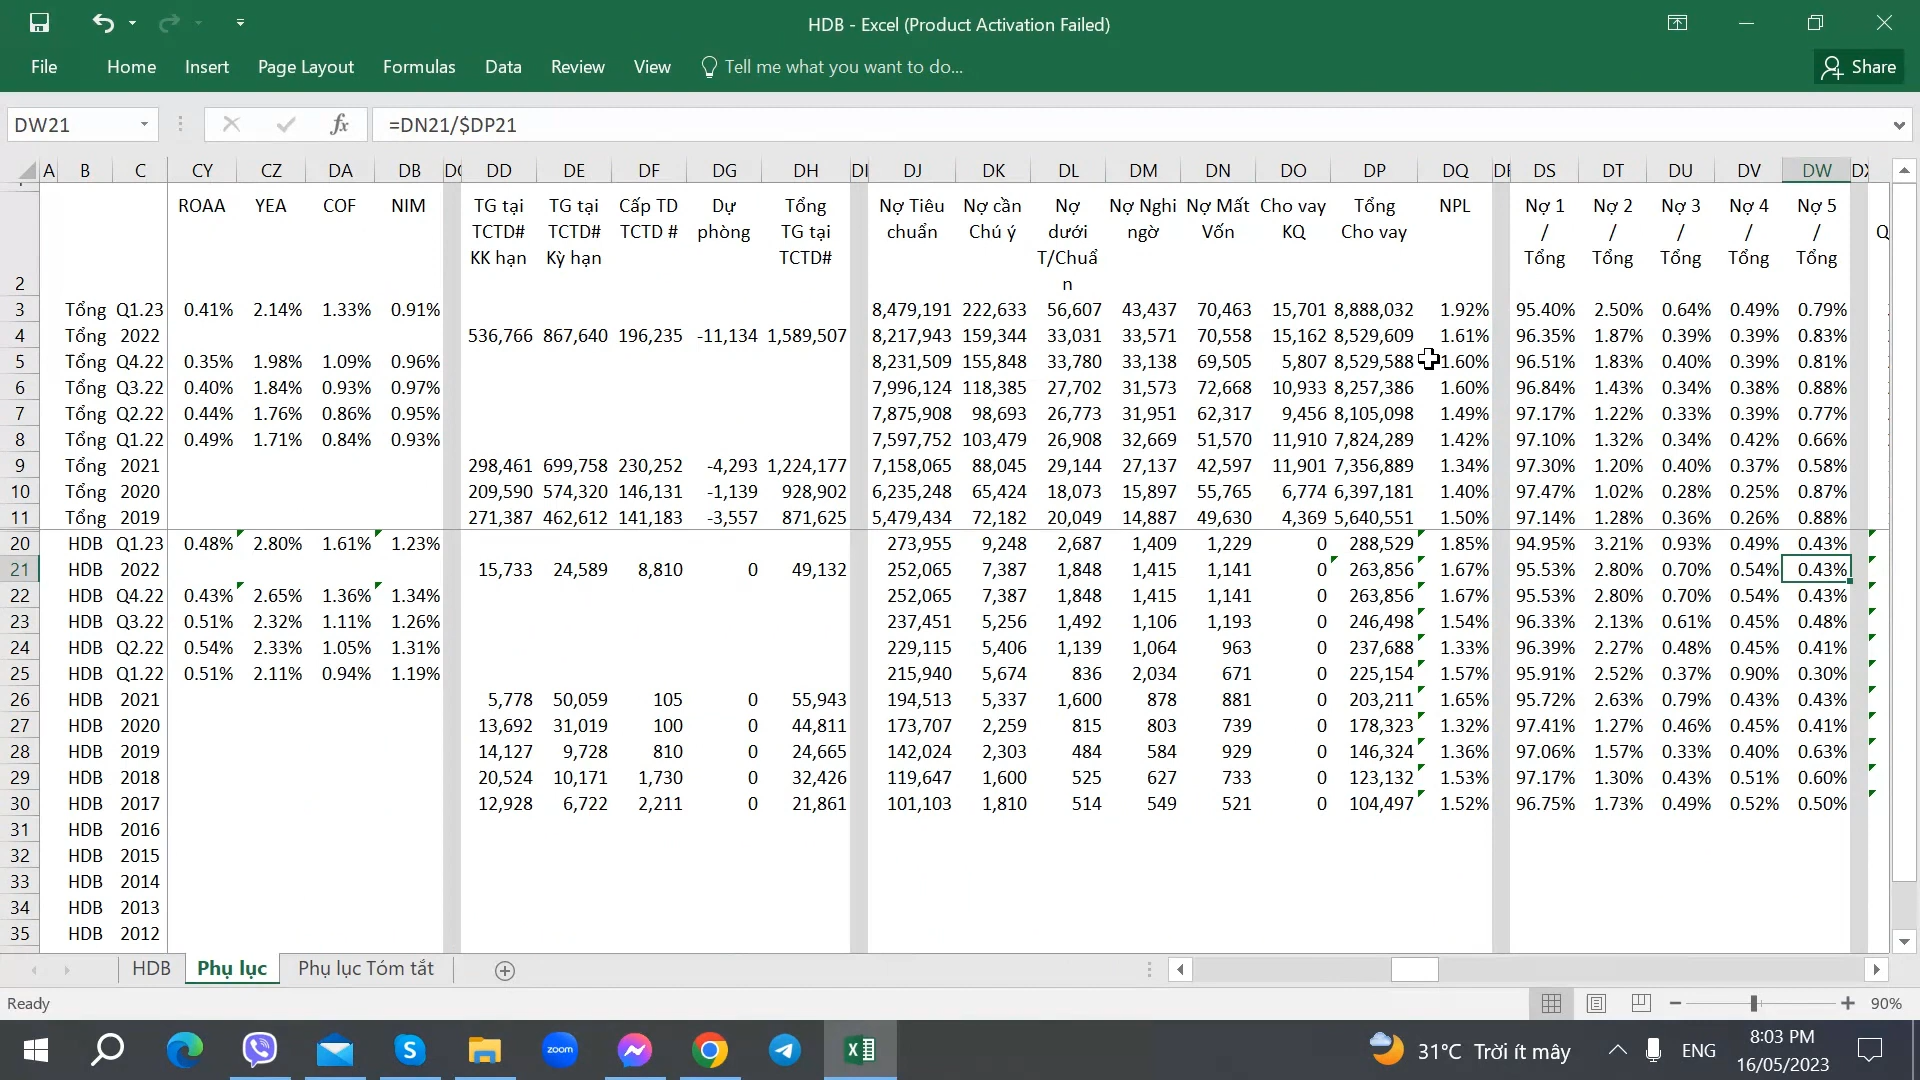 HDB - Excel (Product Activation Failed)
File Home Insert Page Layout Formulas Data Review View Tell me what you want to do... Share
DW21 fx =DN21/$DP21
A B C CY CZ DA DB DD DE DF DG DH DJ DK DL DM DN DO DP DQ DS DT DU DV DW
ROAA YEA COF NIM TG tại TG tại Cấp TD Dự Tổng Nợ Tiêu Nợ cần Nợ Nợ Nghi Nợ Mất Cho vay Tổng NPL Nợ 1 Nợ 2 Nợ 3 Nợ 4 Nợ 5
TCTD# TCTD# TCTD # phòng TG tại chuẩn Chú ý dưới ngờ Vốn KQ Cho vay / / / / / Q
KK hạn Kỳ hạn TCTD# T/Chuẩ Tổng Tổng Tổng Tổng Tổng
2 n
3 Tổng Q1.23 0.41% 2.14% 1.33% 0.91% 8,479,191 222,633 56,607 43,437 70,463 15,701 8,888,032 1.92% 95.40% 2.50% 0.64% 0.49% 0.79%
4 Tổng 2022 536,766 867,640 196,235 -11,134 1,589,507 8,217,943 159,344 33,031 33,571 70,558 15,162 8,529,609 1.61% 96.35% 1.87% 0.39% 0.39% 0.83%
5 Tổng Q4.22 0.35% 1.98% 1.09% 0.96% 8,231,509 155,848 33,780 33,138 69,505 5,807 8,529,588 1.60% 96.51% 1.83% 0.40% 0.39% 0.81%
6 Tổng Q3.22 0.40% 1.84% 0.93% 0.97% 7,996,124 118,385 27,702 31,573 72,668 10,933 8,257,386 1.60% 96.84% 1.43% 0.34% 0.38% 0.88%
7 Tổng Q2.22 0.44% 1.76% 0.86% 0.95% 7,875,908 98,693 26,773 31,951 62,317 9,456 8,105,098 1.49% 97.17% 1.22% 0.33% 0.39% 0.77%
8 Tổng Q1.22 0.49% 1.71% 0.84% 0.93% 7,597,752 103,479 26,908 32,669 51,570 11,910 7,824,289 1.42% 97.10% 1.32% 0.34% 0.42% 0.66%
9 Tổng 2021 298,461 699,758 230,252 -4,293 1,224,177 7,158,065 88,045 29,144 27,137 42,597 11,901 7,356,889 1.34% 97.30% 1.20% 0.40% 0.37% 0.58%
10 Tổng 2020 209,590 574,320 146,131 -1,139 928,902 6,235,248 65,424 18,073 15,897 55,765 6,774 6,397,181 1.40% 97.47% 1.02% 0.28% 0.25% 0.87%
11 Tổng 2019 271,387 462,612 141,183 -3,557 871,625 5,479,434 72,182 20,049 14,887 49,630 4,369 5,640,551 1.50% 97.14% 1.28% 0.36% 0.26% 0.88%
20 HDB Q1.23 0.48% 2.80% 1.61% 1.23% 273,955 9,248 2,687 1,409 1,229 0 288,529 1.85% 94.95% 3.21% 0.93% 0.49% 0.43%
21 HDB 2022 15,733 24,589 8,810 0 49,132 252,065 7,387 1,848 1,415 1,141 0 263,856 1.67% 95.53% 2.80% 0.70% 0.54% 0.43%
22 HDB Q4.22 0.43% 2.65% 1.36% 1.34% 252,065 7,387 1,848 1,415 1,141 0 263,856 1.67% 95.53% 2.80% 0.70% 0.54% 0.43%
23 HDB Q3.22 0.51% 2.32% 1.11% 1.26% 237,451 5,256 1,492 1,106 1,193 0 246,498 1.54% 96.33% 2.13% 0.61% 0.45% 0.48%
24 HDB Q2.22 0.54% 2.33% 1.05% 1.31% 229,115 5,406 1,139 1,064 963 0 237,688 1.33% 96.39% 2.27% 0.48% 0.45% 0.41%
25 HDB Q1.22 0.51% 2.11% 0.94% 1.19% 215,940 5,674 836 2,034 671 0 225,154 1.57% 95.91% 2.52% 0.37% 0.90% 0.30%
26 HDB 2021 5,778 50,059 105 0 55,943 194,513 5,337 1,600 878 881 0 203,211 1.65% 95.72% 2.63% 0.79% 0.43% 0.43%
27 HDB 2020 13,692 31,019 100 0 44,811 173,707 2,259 815 803 739 0 178,323 1.32% 97.41% 1.27% 0.46% 0.45% 0.41%
28 HDB 2019 14,127 9,728 810 0 24,665 142,024 2,303 484 584 929 0 146,324 1.36% 97.06% 1.57% 0.33% 0.40% 0.63%
29 HDB 2018 20,524 10,171 1,730 0 32,426 119,647 1,600 525 627 733 0 123,132 1.53% 97.17% 1.30% 0.43% 0.51% 0.60%
30 HDB 2017 12,928 6,722 2,211 0 21,861 101,103 1,810 514 549 521 0 104,497 1.52% 96.75% 1.73% 0.49% 0.52% 0.50%
31 HDB 2016
32 HDB 2015
33 HDB 2014
34 HDB 2013
35 HDB 2012
HDB Phụ lục Phụ lục Tóm tắt
Ready 90%
zoom 31°C Trời ít mây ENG 8:03 PM
16/05/2023